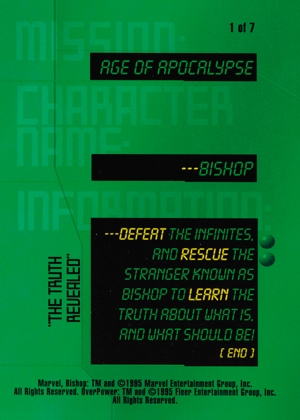 1 of 7
MISSION:
AGE OF APOCALYPSE
CHARACTER
NAME:
---BISHOP
INFORMATION:
---DEFEAT THE INFINITES,
AND RESCUE THE
STRANGER KNOWN AS
BISHOP TO LEARN THE
TRUTH ABOUT WHAT IS,
AND WHAT SHOULD BE!
( END )
"THE TRUTH
REVEALED"
Marvel, Bishop: TM and ©1995 Marvel Entertainment Group, Inc.
All Rights Reserved. OverPower: TM and ©1995 Fleer Entertainment Group, Inc.
All Rights Reserved.